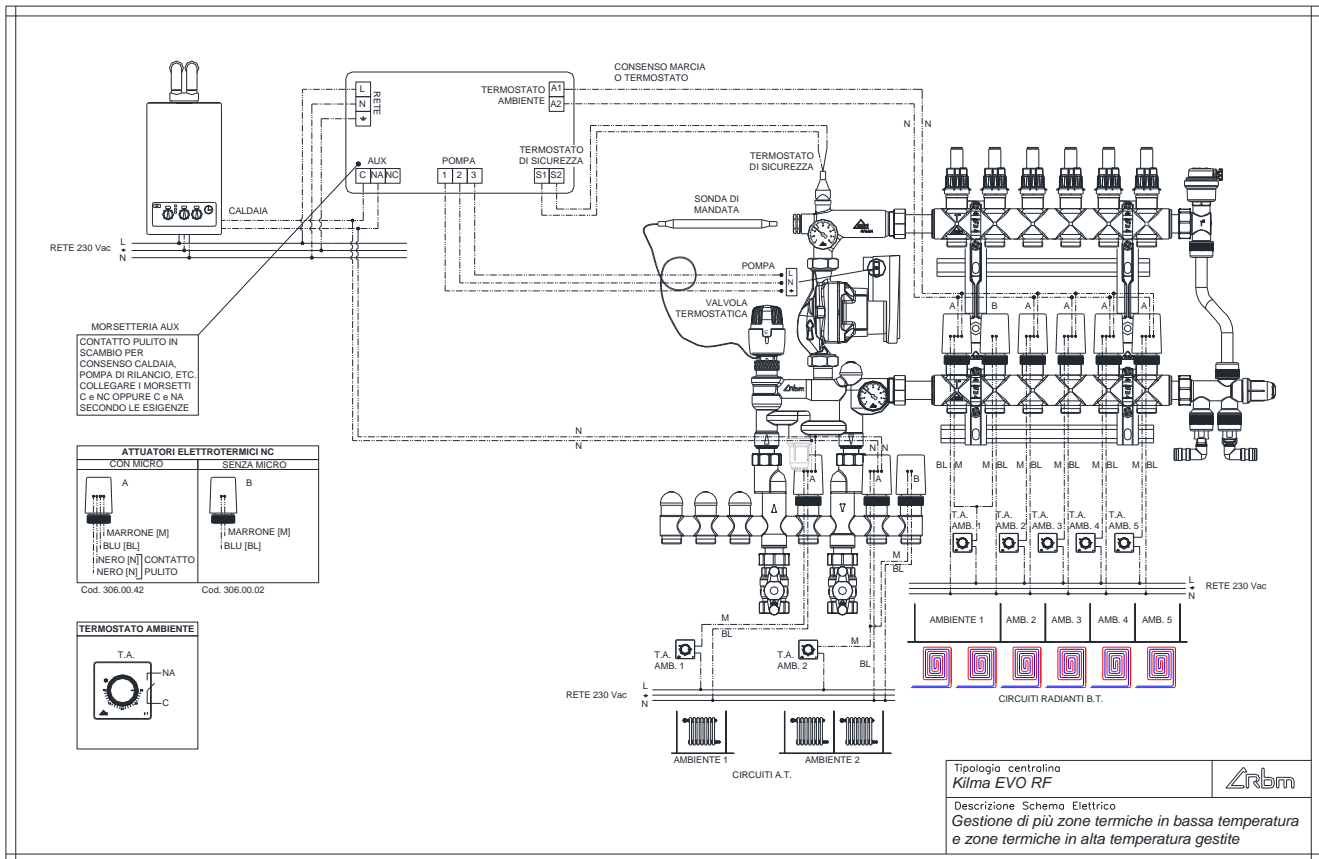 CONSENSO MARCIA
O TERMOSTATO
L
N
RETE
TERMOSTATO
AMBIENTE
A1
A2
AUX
C NA NC
POMPA
1 2 3
TERMOSTATO
DI SICUREZZA
S1 S2
N N
TERMOSTATO
DI SICUREZZA
SONDA DI
MANDATA
CALDAIA
RETE 230 Vac
L
N
POMPA
L
N
VALVOLA
TERMOSTATICA
A B A A A A
MORSETTERIA AUX
CONTATTO PULITO IN
SCAMBIO PER
CONSENSO CALDAIA,
POMPA DI RILANCIO, ETC.
COLLEGARE I MORSETTI
C e NC OPPURE C e NA
SECONDO LE ESIGENZE
rbm
N
N
N N
A A B
ATTUATORI ELETTROTERMICI NC
CON MICRO
SENZA MICRO
A
B
MARRONE [M]
BLU [BL]
NERO [N]
NERO [N]
CONTATTO
PULITO
MARRONE [M]
BLU [BL]
Cod. 306.00.42
Cod. 306.00.02
BL M M BL M BL M BL M BL M BL
T.A.
AMB. 1
T.A.
AMB. 2
T.A.
AMB. 3
T.A.
AMB. 4
T.A.
AMB. 5
M
BL
L
N
RETE 230 Vac
AMBIENTE 1
AMB. 2
AMB. 3
AMB. 4
AMB. 5
CIRCUITI RADIANTI B.T.
TERMOSTATO AMBIENTE
T.A.
NA
C
M
BL
M
BL
T.A.
AMB. 1
T.A.
AMB. 2
RETE 230 Vac
L
N
AMBIENTE 1
AMBIENTE 2
CIRCUITI A.T.
Tipologia centralina
Kilma EVO RF
rbm
Descrizione Schema Elettrico
Gestione di più zone termiche in bassa temperatura
e zone termiche in alta temperatura gestite